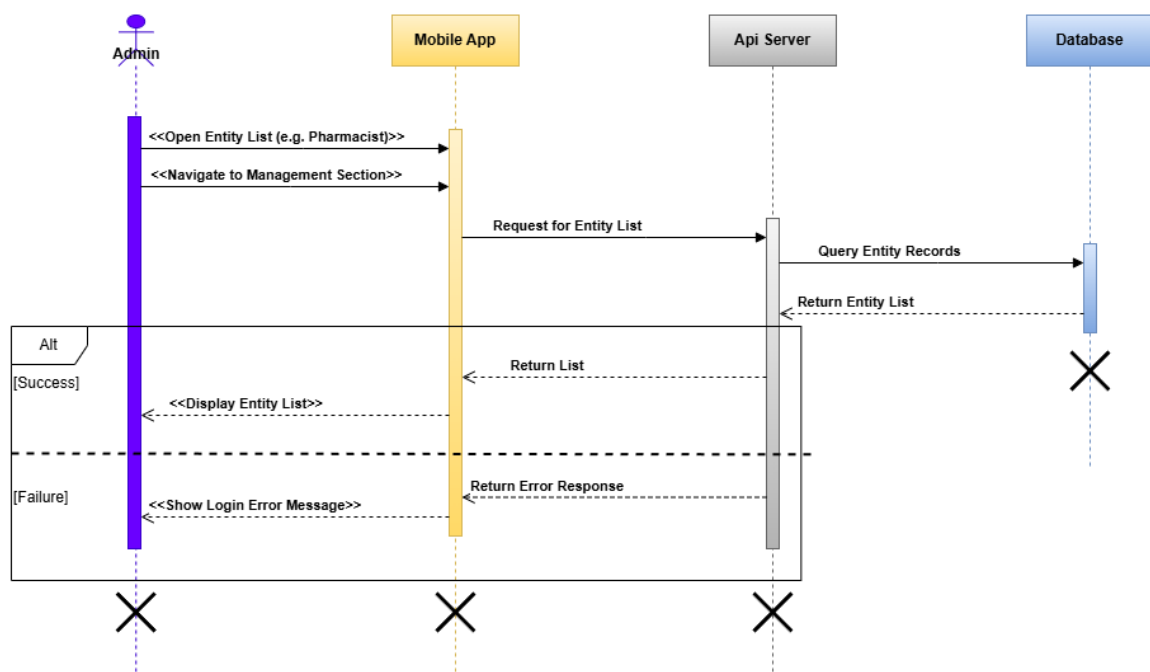 Admin
Mobile App
Api Server
Database
<<Open Entity List (e.g. Pharmacist)>>
<<Navigate to Management Section>>
Request for Entity List
Query Entity Records
Return Entity List
Alt
Return List
[Success]
<<Display Entity List>>
Return Error Response
[Failure]
<<Show Login Error Message>>